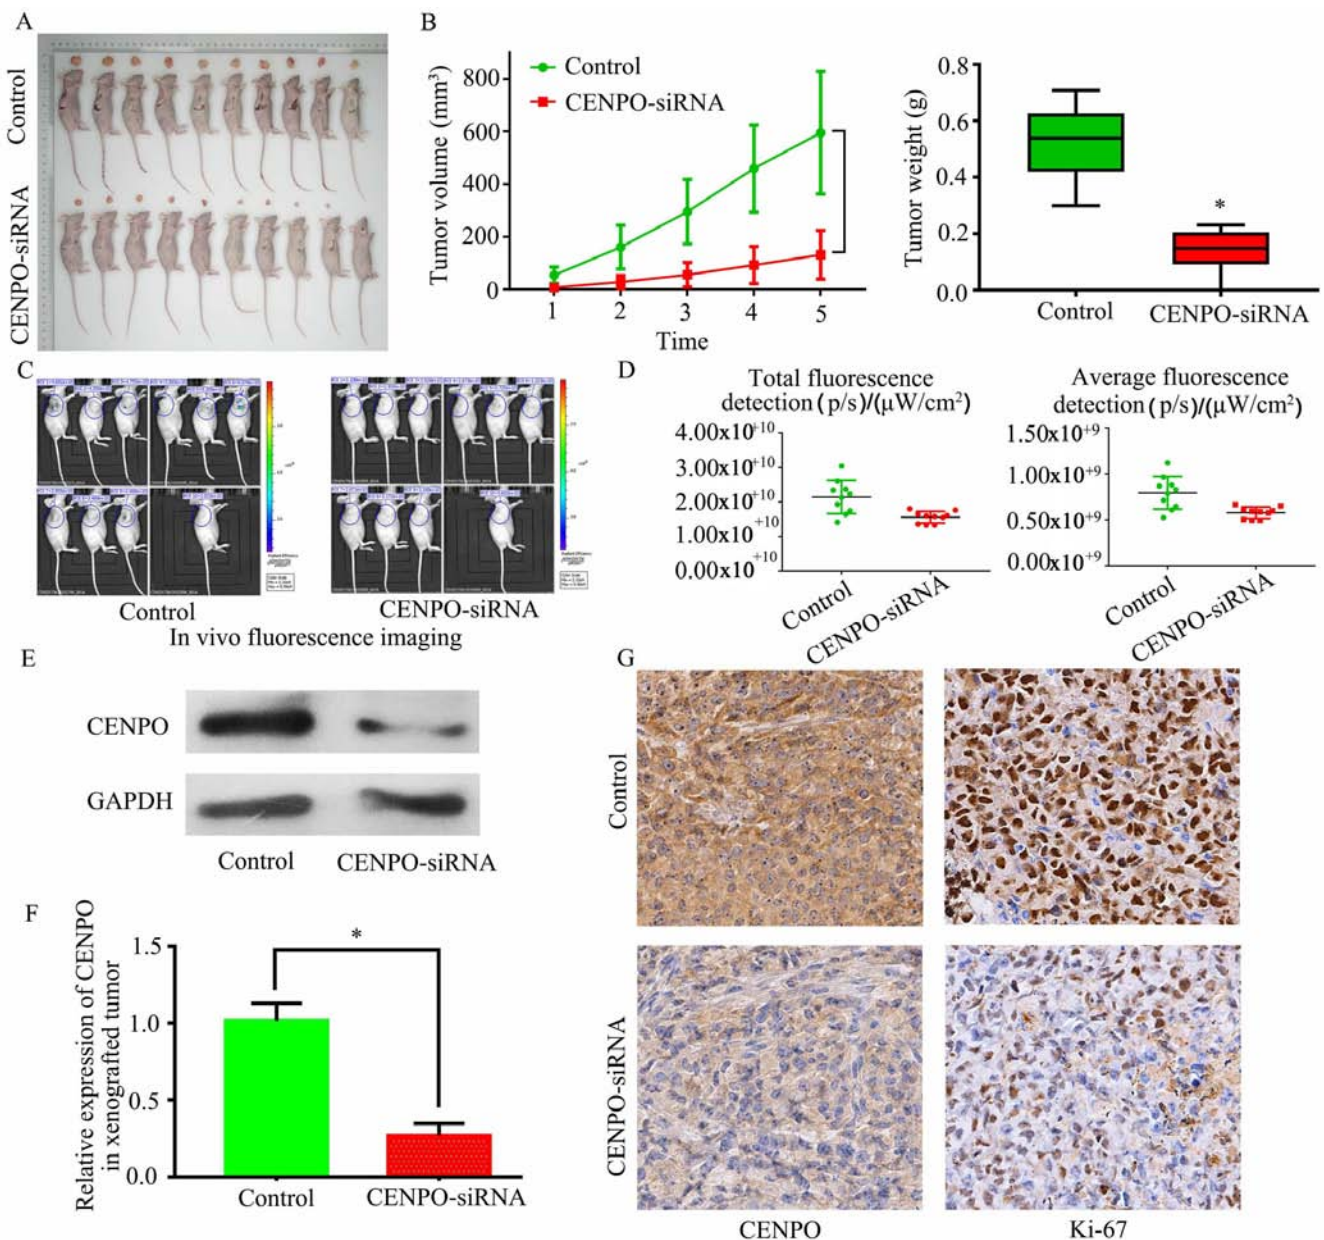 A
Control
CENPO-siRNA
B
Tumor volume (mm³)
800
600
400
200
0
Control
CENPO-siRNA
1 2 3 4 5
Time
Tumor weight (g)
0.8
0.6
0.4
0.2
0.0
*
Control CENPO-siRNA
C
Control CENPO-siRNA
In vivo fluorescence imaging
D
Total fluorescence
detection (p/s)/(μW/cm²)
4.00x10 +10
3.00x10 +10
2.00x10 +10
1.00x10 +10
0.00x10 +10
Control
CENPO-siRNA
Average fluorescence
detection (p/s)/(μW/cm²)
1.50x10 +9
1.00x10 +9
0.50x10 +9
0.00x10 +9
Control
CENPO-siRNA
E
CENPO
GAPDH
Control CENPO-siRNA
F
Relative expression of CENPO
in xenografted tumor
1.5
1.0
0.5
0.0
*
Control CENPO-siRNA
G
Control
CENPO-siRNA
CENPO Ki-67